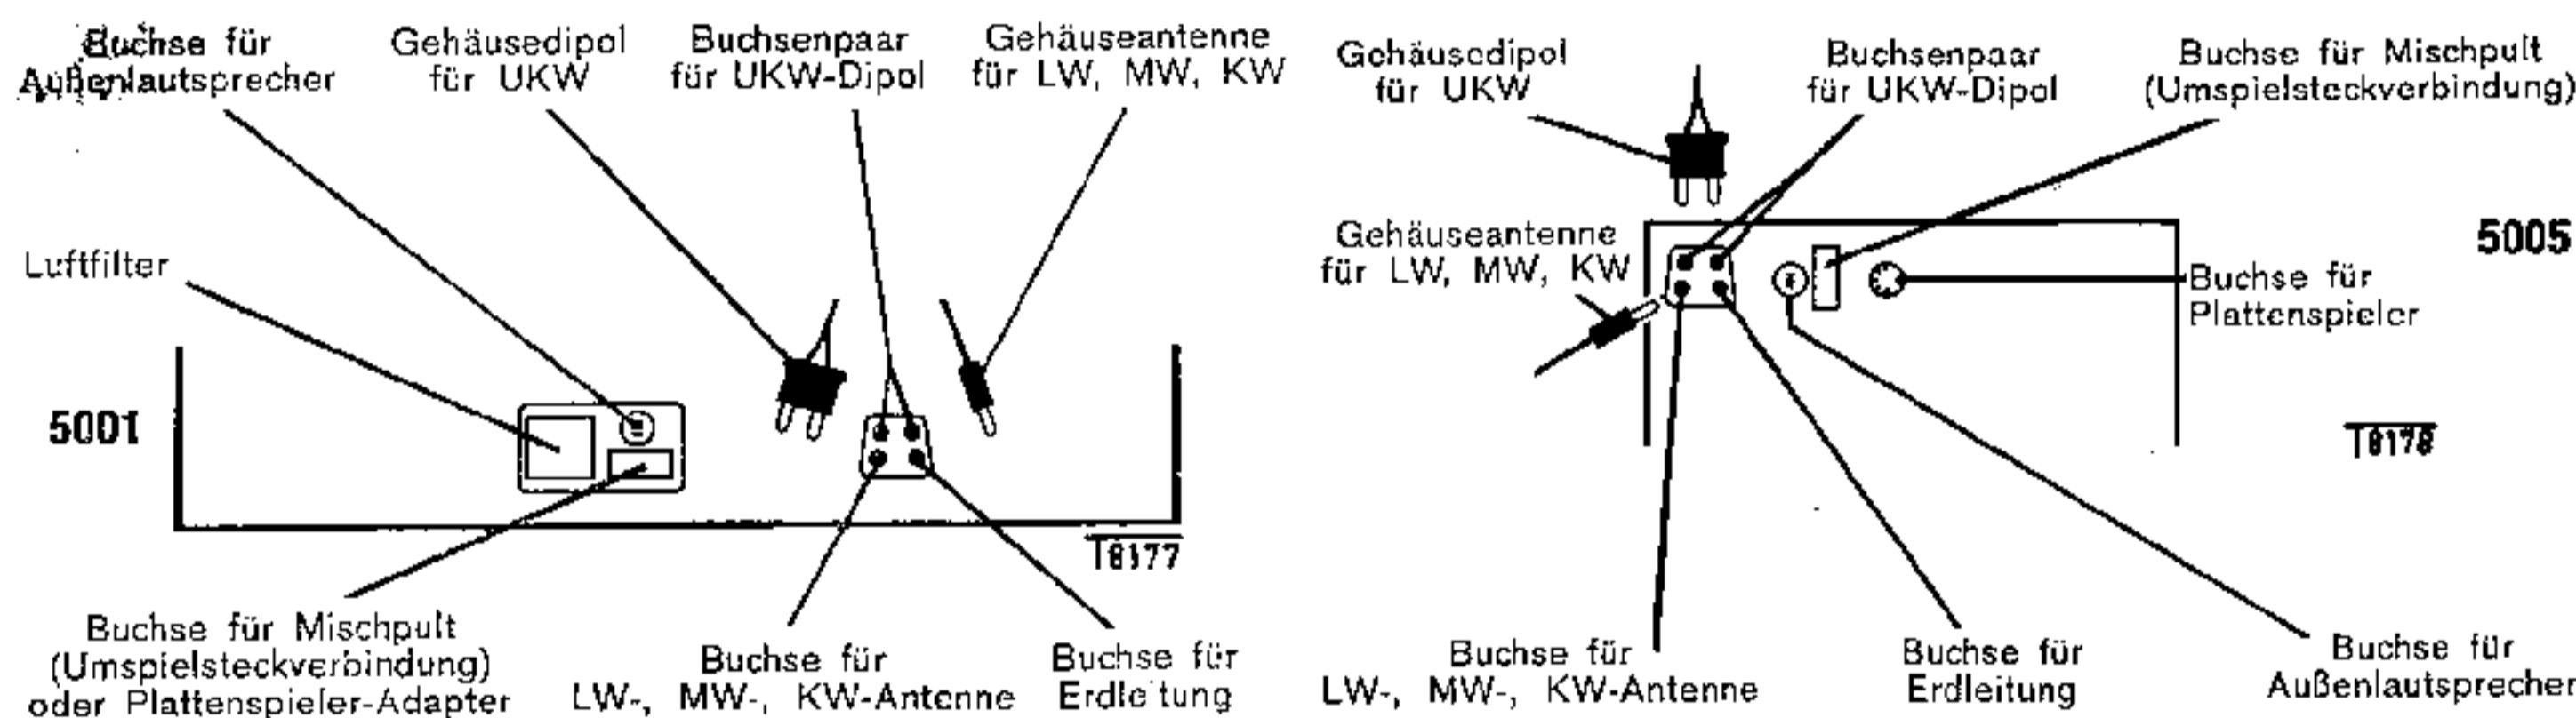 Buchse für
Außenlautsprecher
Gehäusedipol
für UKW
Buchsenpaar
für UKW-Dipol
Gehäuseantenne
für LW, MW, KW
Luftfilter
5001
T8177
Buchse für Mischpult
(Umspielsteckverbindung)
oder Plattenspieler-Adapter
Buchse für
LW-, MW-, KW-Antenne
Buchse für
Erdleitung
Gehäusedipol
für UKW
Buchsenpaar
für UKW-Dipol
Buchse für Mischpult
(Umspielsteckverbindung)
Gehäuseantenne
für LW, MW, KW
5005
Buchse für
Plattenspieler
T8178
Buchse für
LW-, MW-, KW-Antenne
Buchse für
Erdleitung
Buchse für
Außenlautsprecher